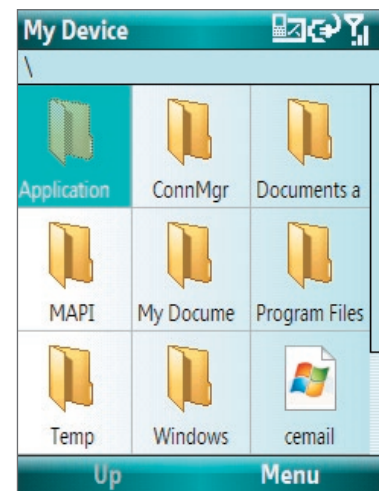 My Device
\
Application ConnMgr Documents a
MAPI My Docume Program Files
Temp Windows cemail
Up Menu